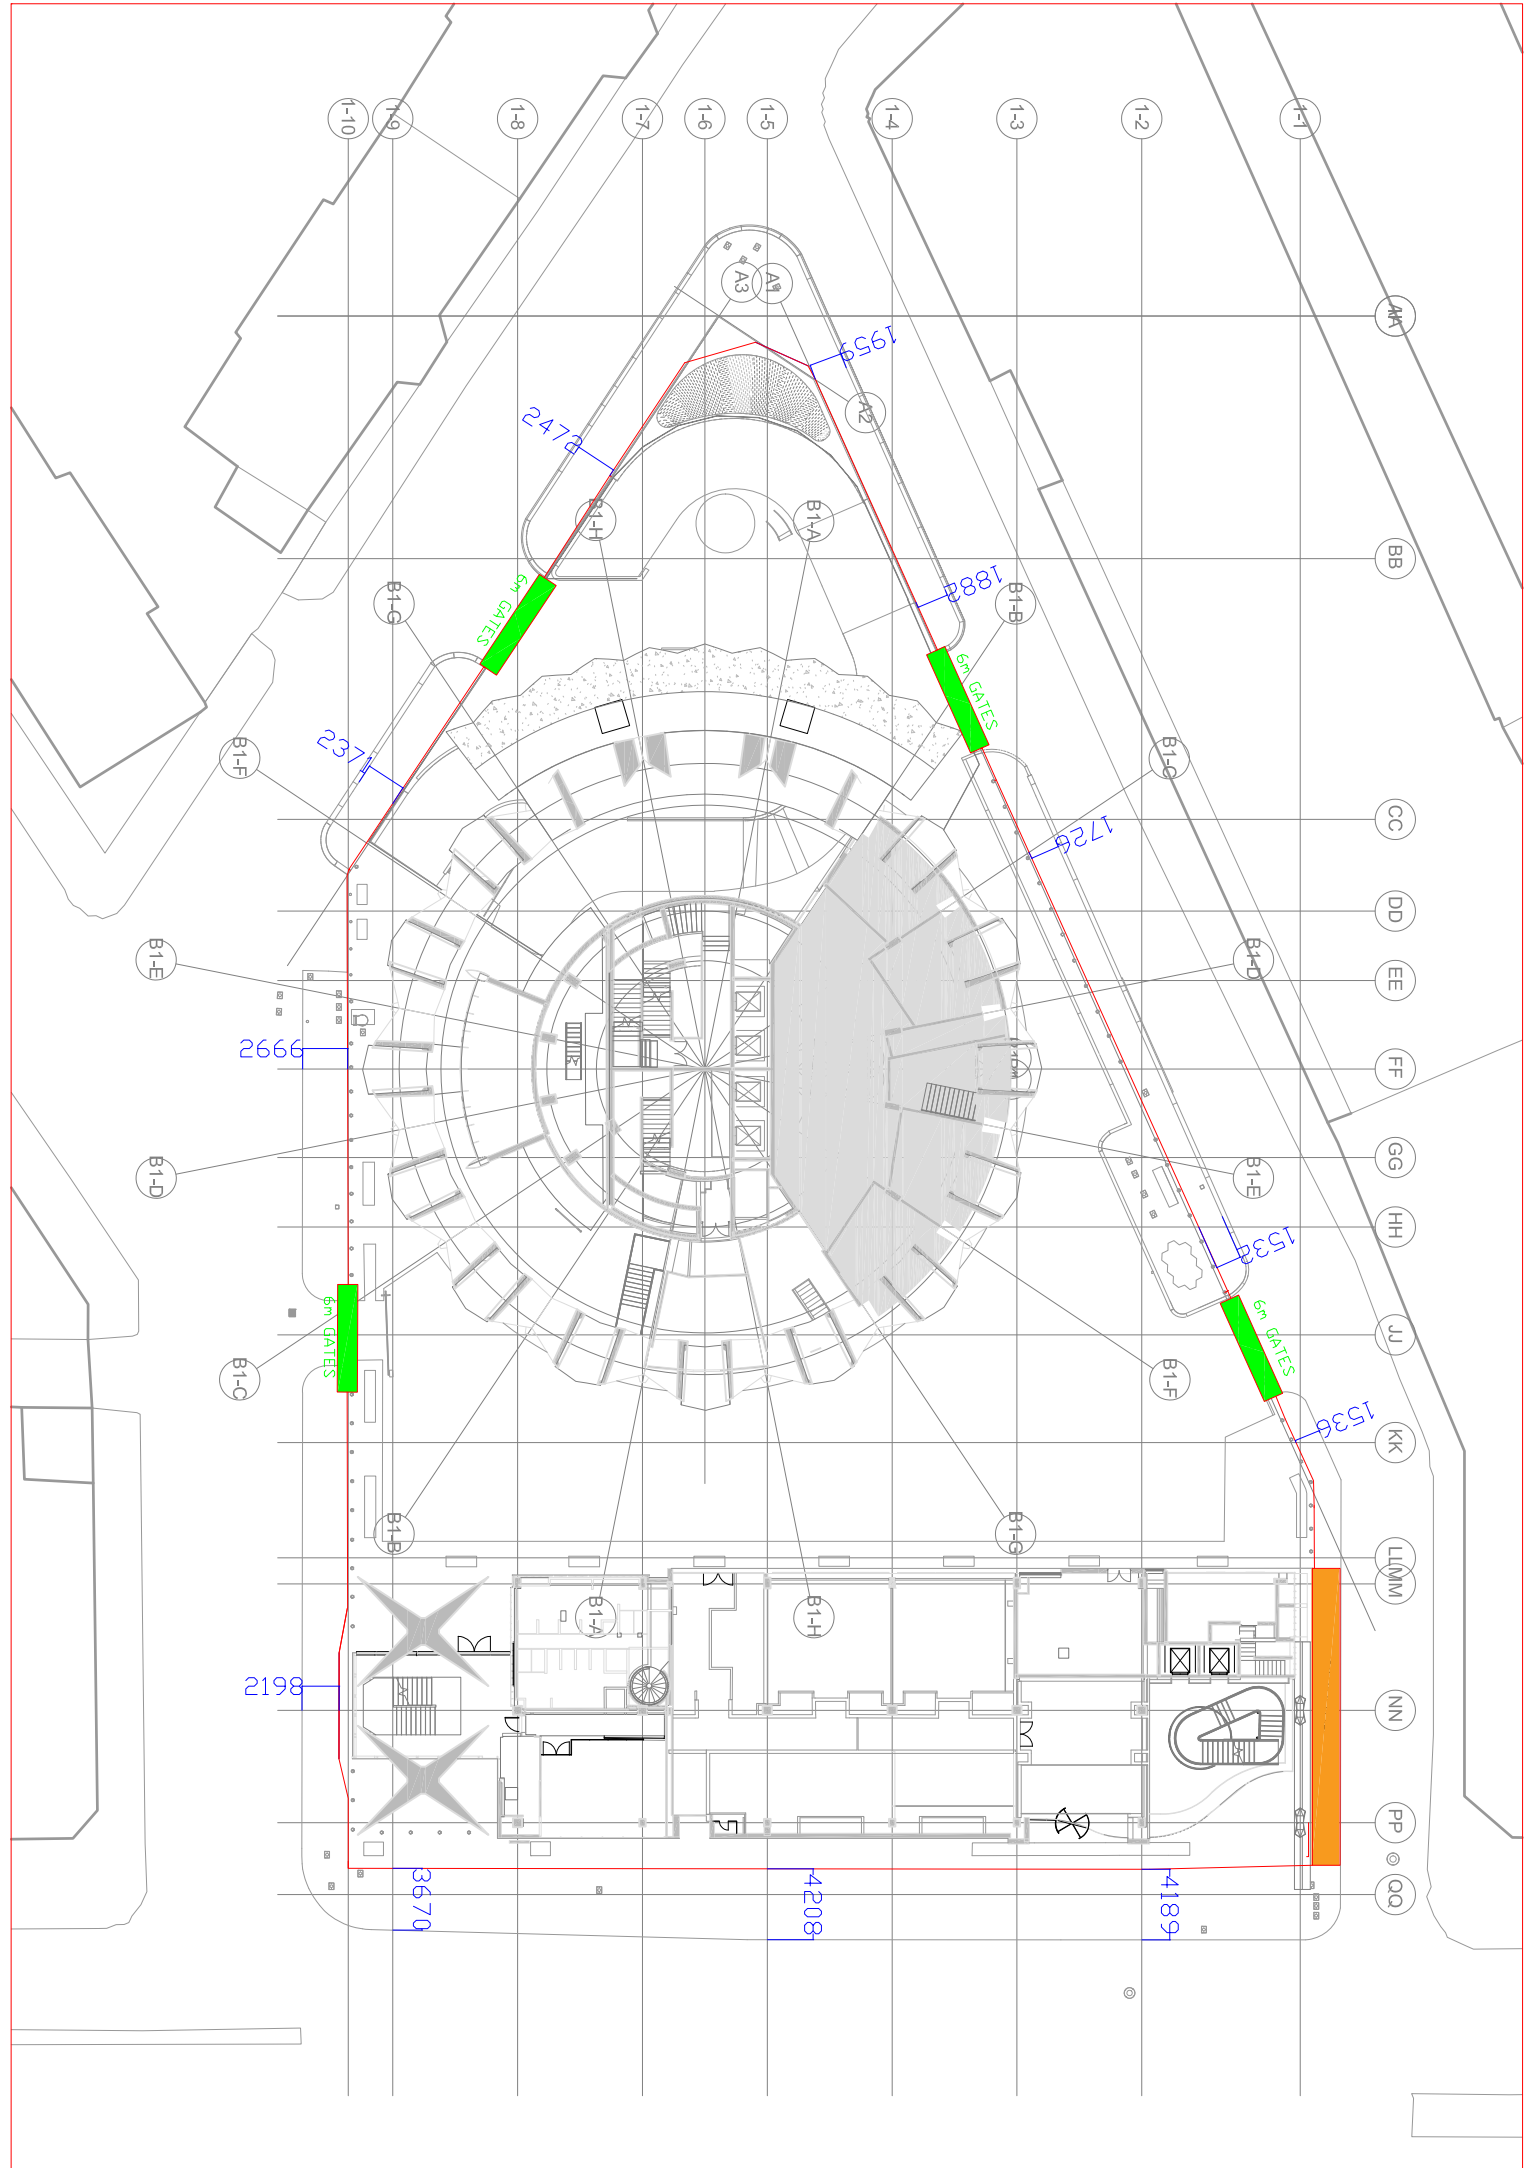 1-10
1-9
1-8
1-7
1-6
1-5
1-4
1-3
1-2
1-1
A3
A1
1959
A2
2472
B1-H
B1-A
BB
6m GATES
1882
B1-G
B1-B
6m GATES
2371
B1-F
B1-C
CC
1726
DD
B1-E
B1-D
EE
2666
FF
B1-D
B1-E
GG
HH
1532
6m GATES
6m GATES
JJ
B1-C
B1-F
1536
KK
B1-B
B1-G
LL
MM
B1-A
B1-H
2198
NN
PP
3670
4208
4189
QQ